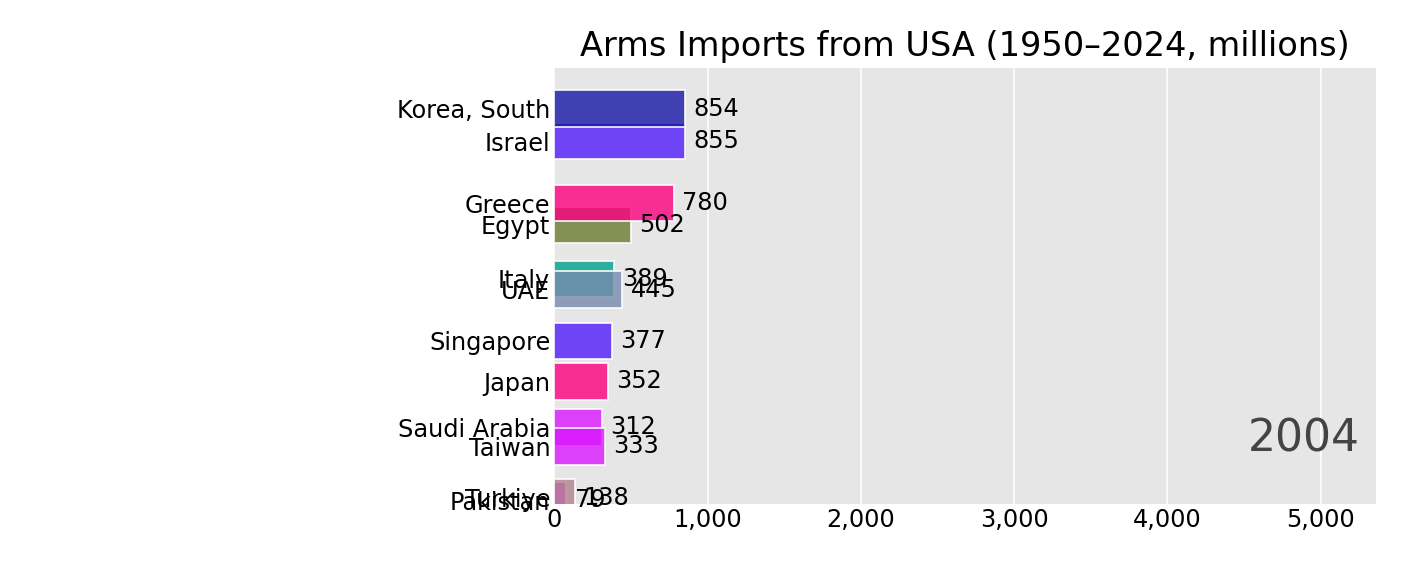 Arms Imports from USA (1950–2024, millions)
Korea, South 854
Israel 855
Greece 780
Egypt 502
Italy 389
UAE 445
Singapore 377
Japan 352
Saudi Arabia 312
Taiwan 333
Turkiye 138
Pakistan 79
2004
0 1,000 2,000 3,000 4,000 5,000